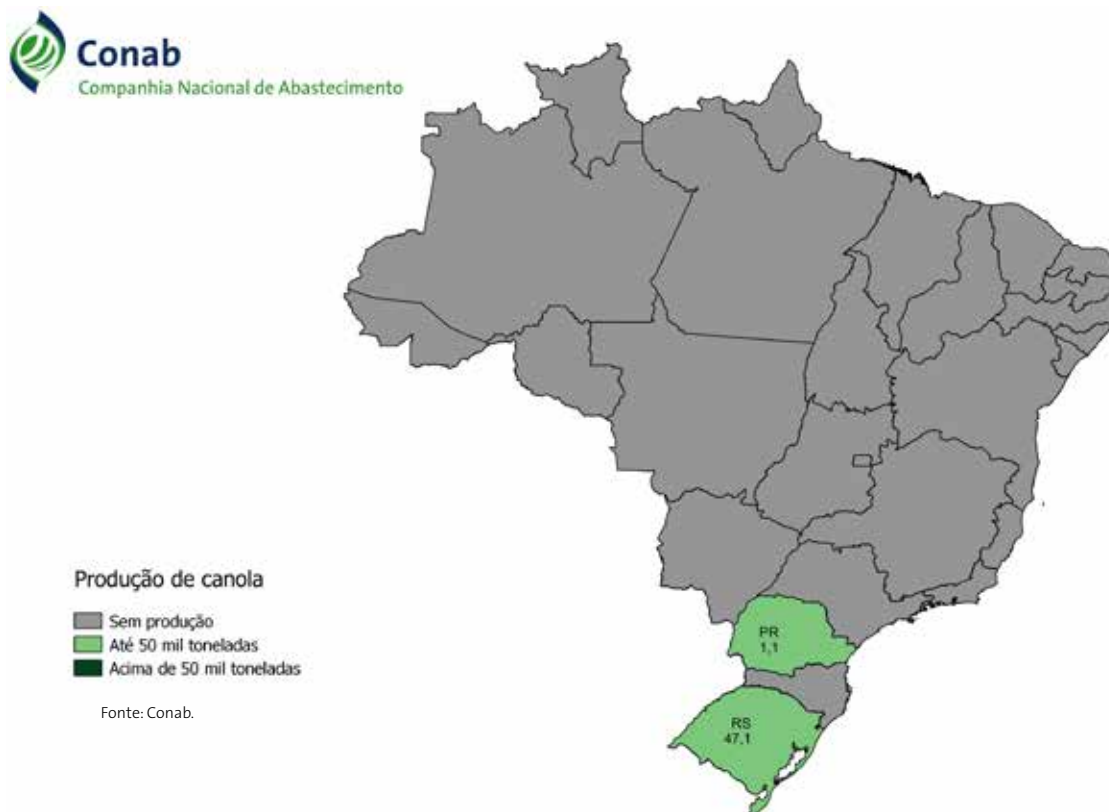 Conab
Companhia Nacional de Abastecimento
Produção de canola
Sem produção
Até 50 mil toneladas
Acima de 50 mil toneladas
Fonte: Conab.
PR
1,1
RS
47,1